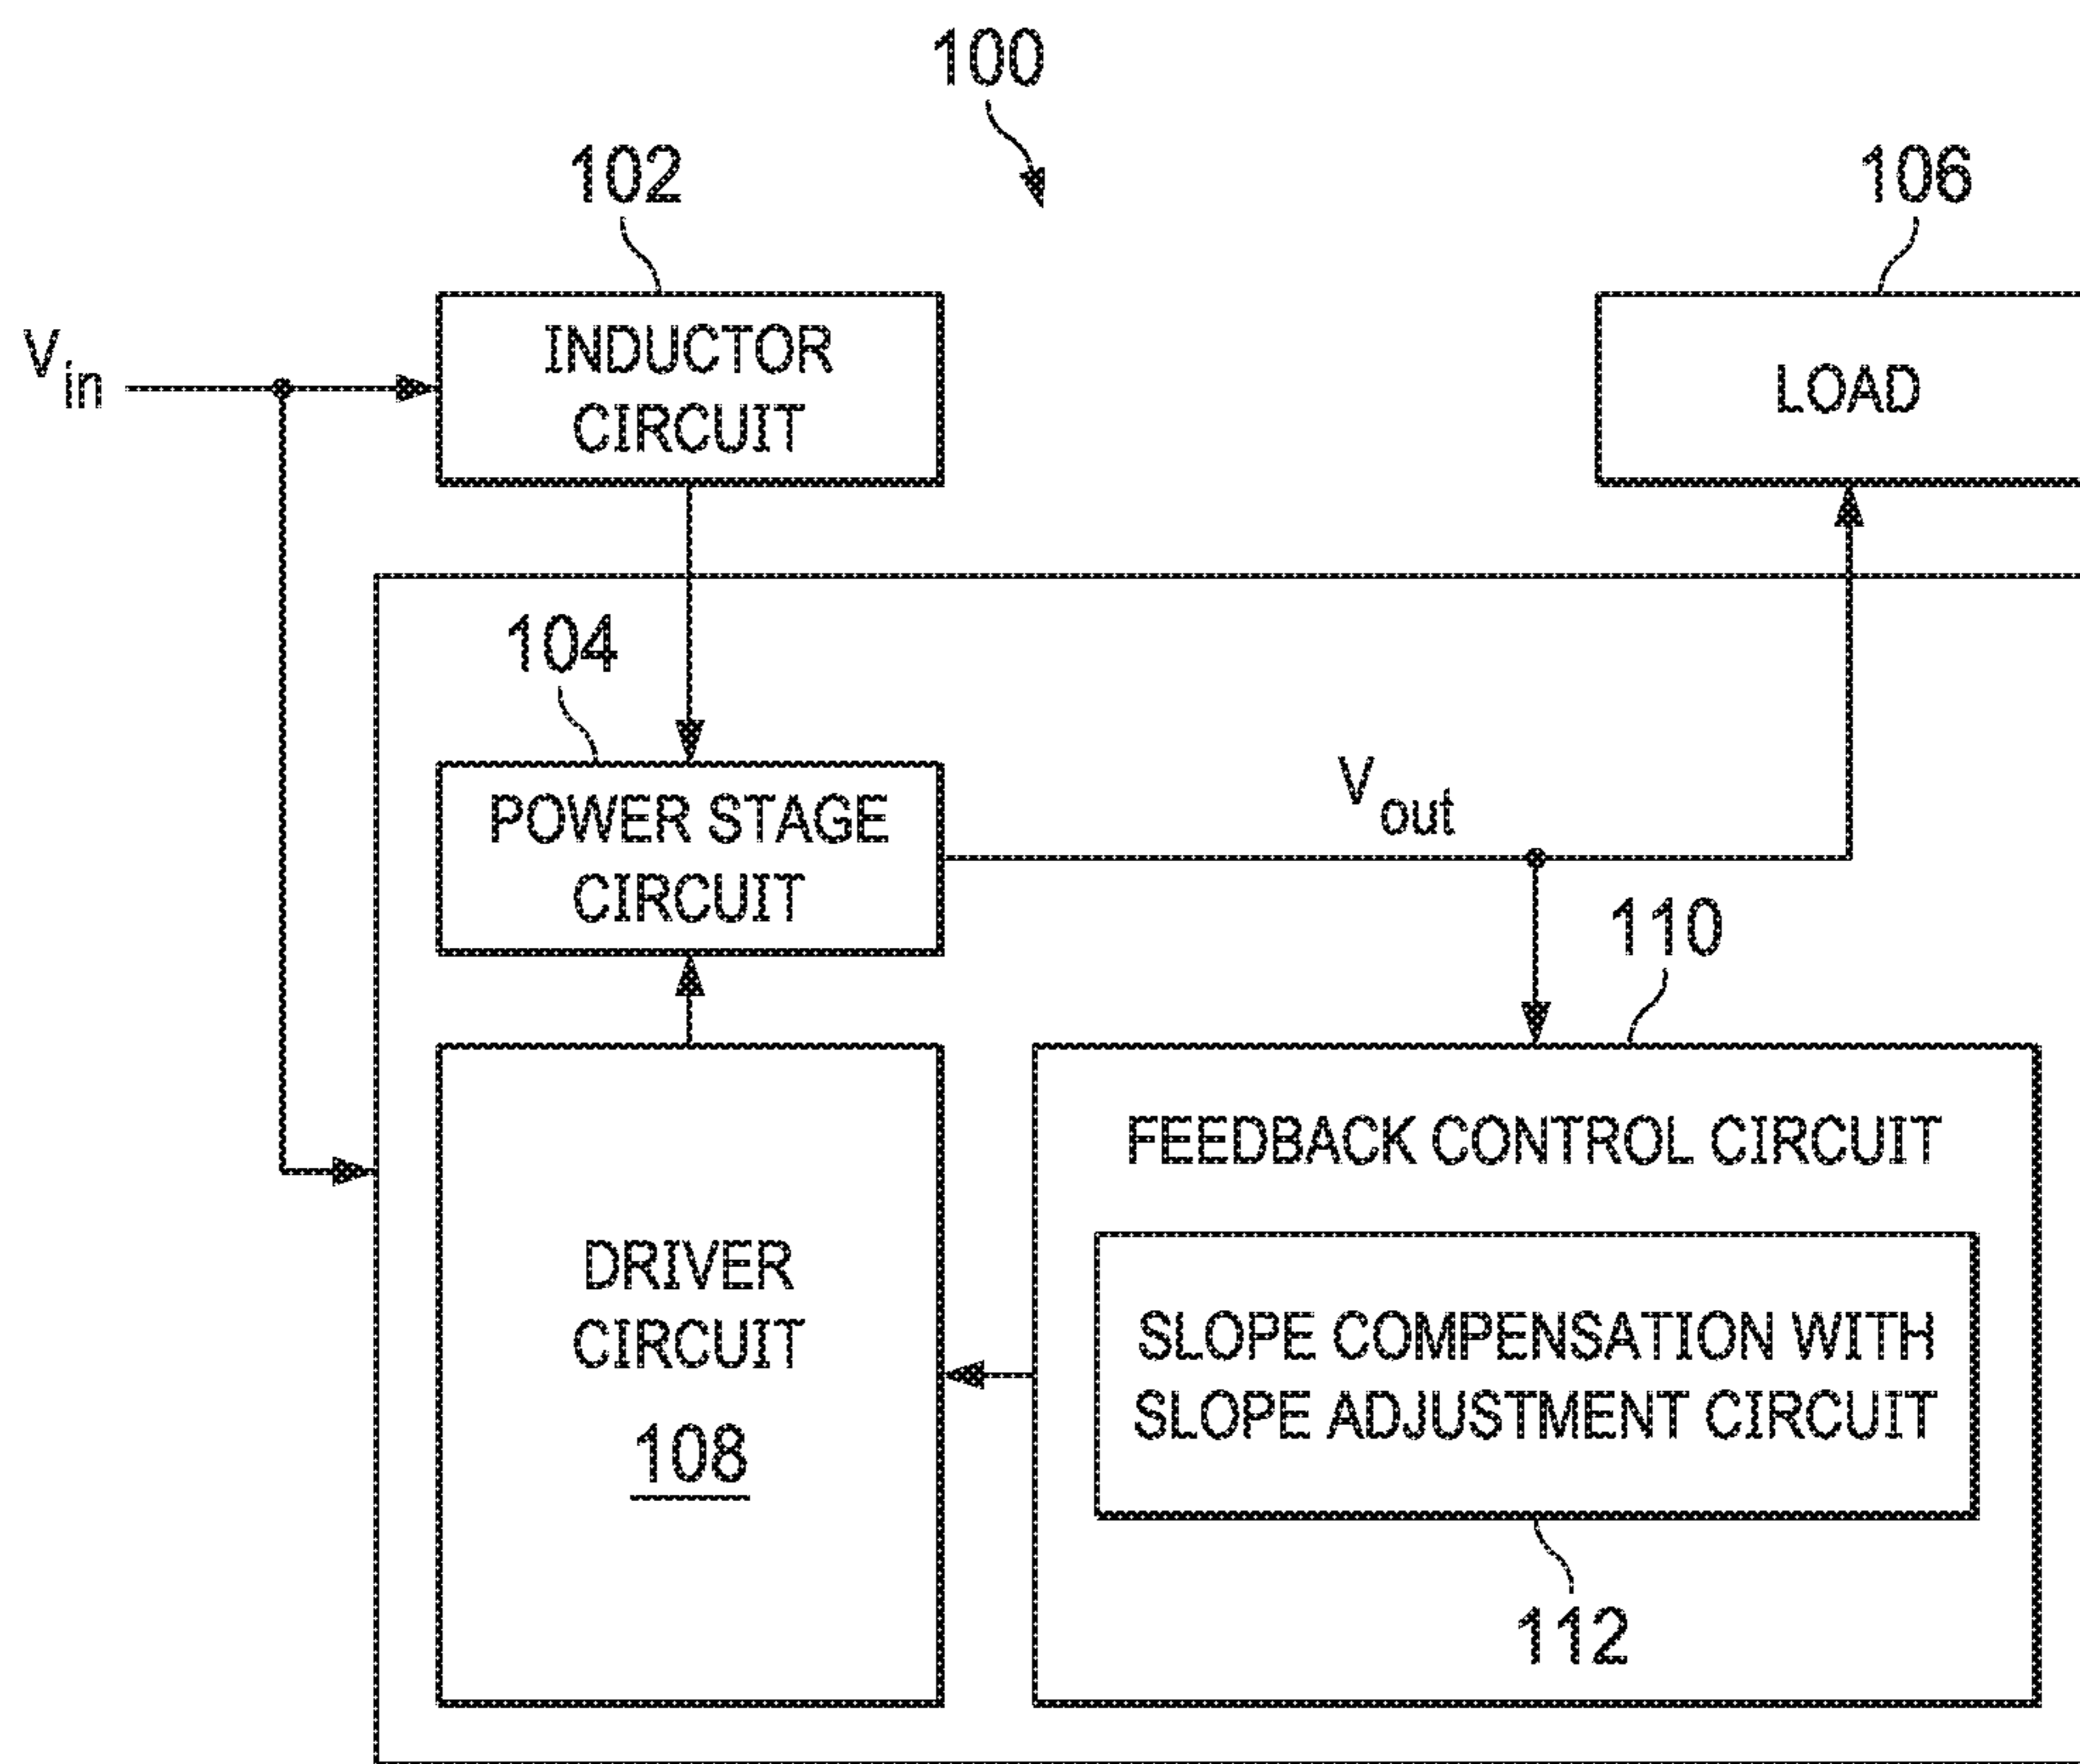 100
102
106
V in
INDUCTOR
CIRCUIT
LOAD
104
POWER STAGE
CIRCUIT
V out
110
FEEDBACK CONTROL CIRCUIT
DRIVER
CIRCUIT
108
SLOPE COMPENSATION WITH
SLOPE ADJUSTMENT CIRCUIT
112